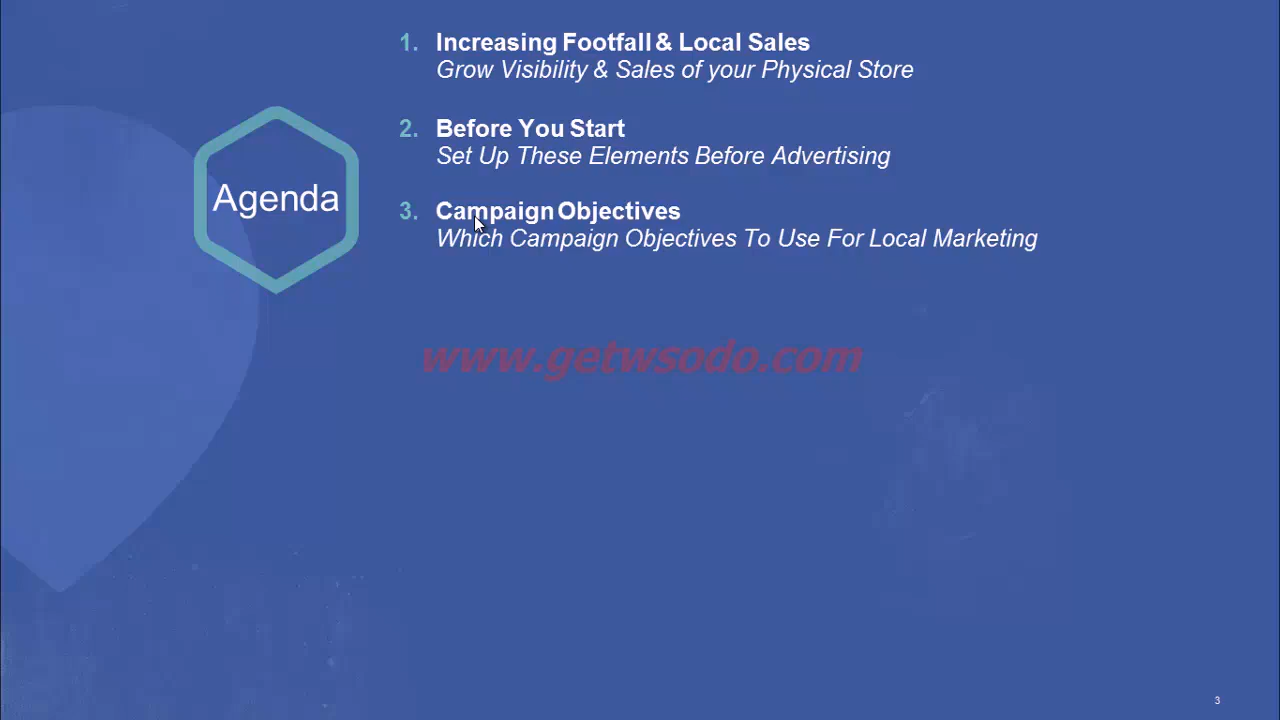 Agenda
1. Increasing Footfall & Local Sales
Grow Visibility & Sales of your Physical Store
2. Before You Start
Set Up These Elements Before Advertising
3. Campaign Objectives
Which Campaign Objectives To Use For Local Marketing
www.getwsodo.com
3